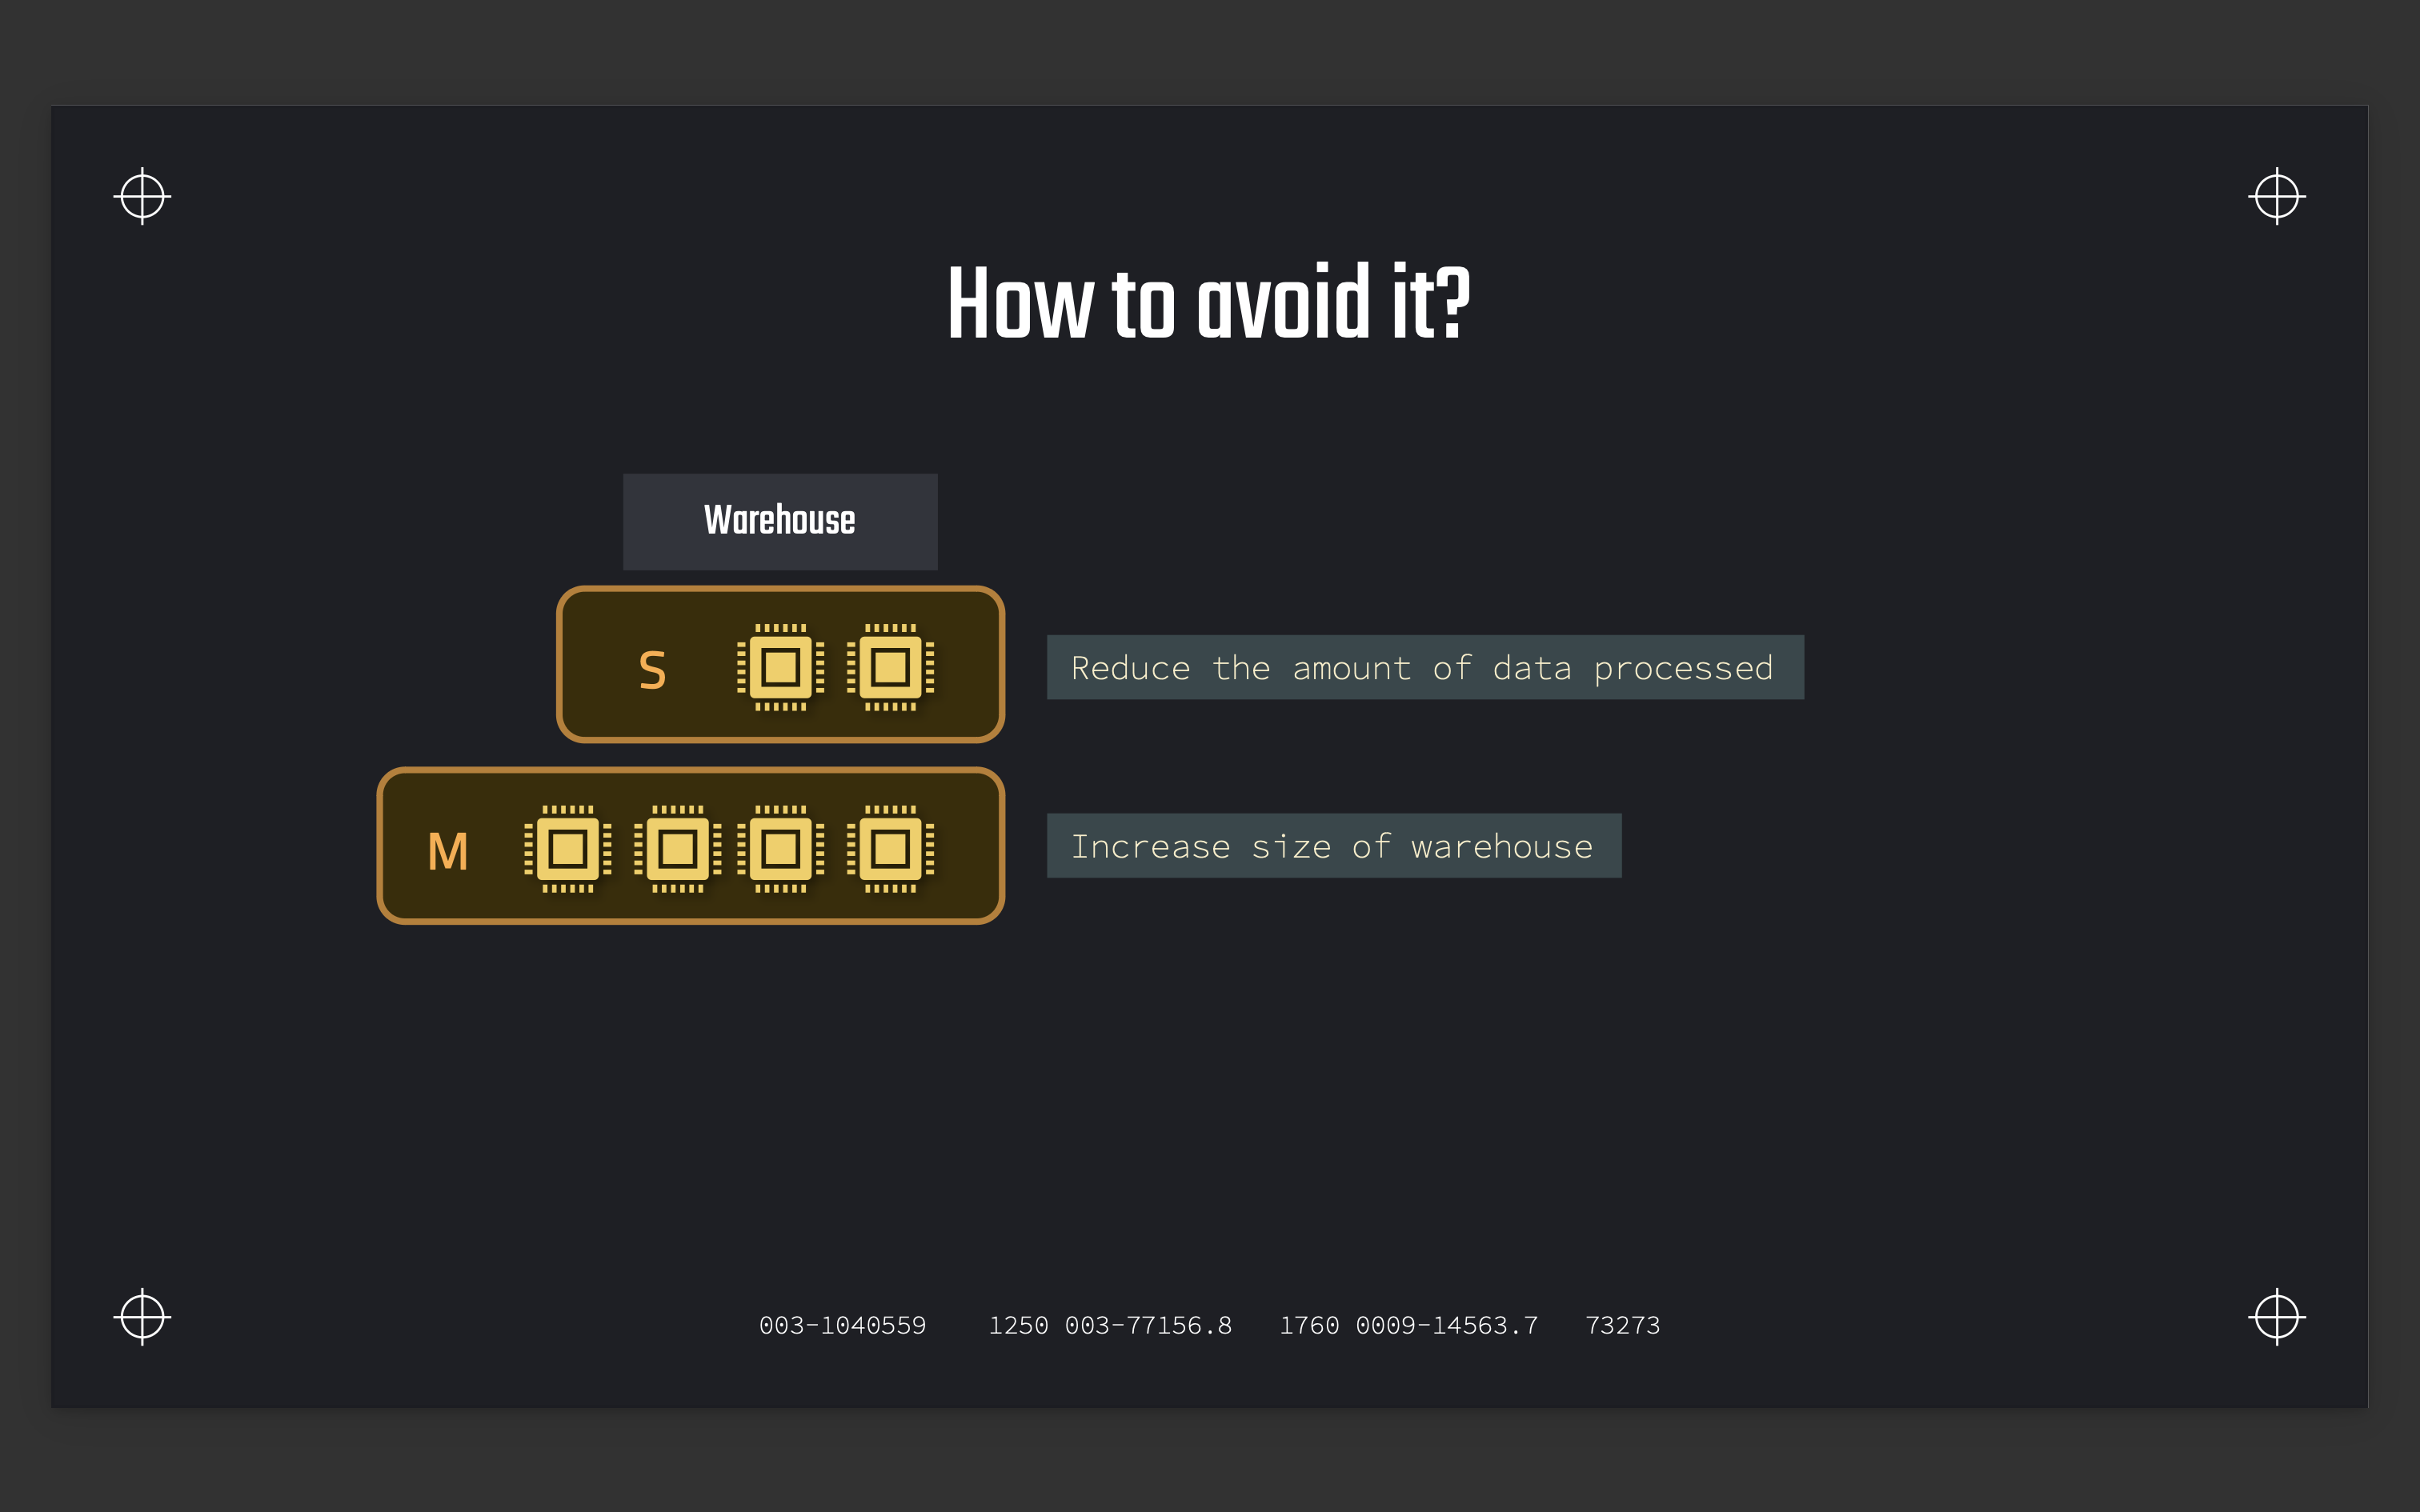 How to avoid it?
Warehouse
S
Reduce the amount of data processed
M
Increase size of warehouse
003-1040559 1250 003-77156.8 1760 0009-14563.7 73273